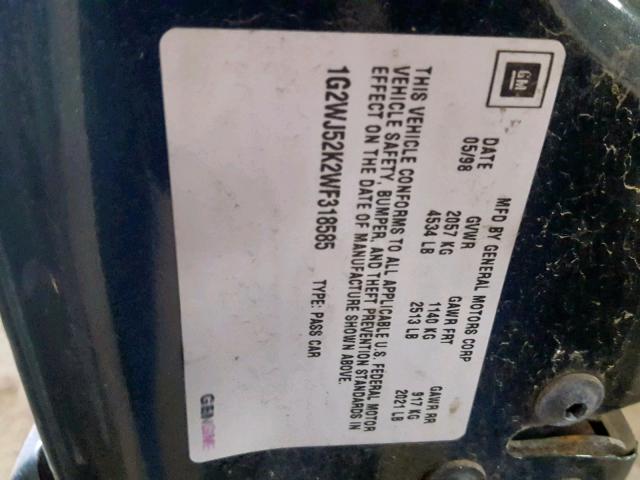 GM
MFD BY GENERAL MOTORS CORP
DATE GVWR GAWR FRT GAWR RR
05/98 2057 KG 1140 KG 917 KG
4534 LB 2513 LB 2021 LB
THIS VEHICLE CONFORMS TO ALL APPLICABLE U.S. FEDERAL MOTOR
VEHICLE SAFETY, BUMPER, AND THEFT PREVENTION STANDARDS IN
EFFECT ON THE DATE OF MANUFACTURE SHOWN ABOVE.
1G2WJ52K2WF318585 TYPE: PASS CAR